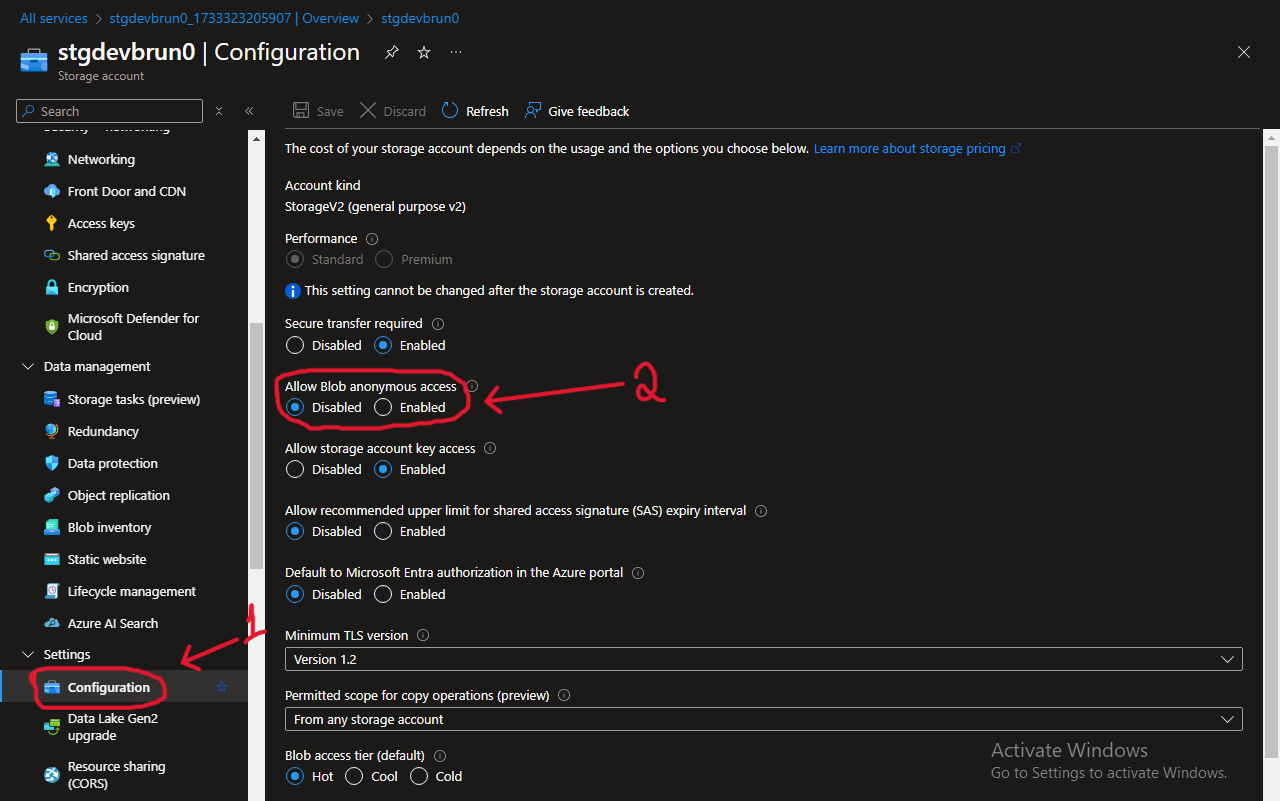 All services > stgdevbrun0_1733323205907 | Overview > stgdevbrun0
stgdevbrun0 | Configuration
Storage account
Search
Save
Discard
Refresh
Give feedback
Security + networking
Networking
Front Door and CDN
Access keys
Shared access signature
Encryption
Microsoft Defender for
Cloud
Data management
Storage tasks (preview)
Redundancy
Data protection
Object replication
Blob inventory
Static website
Lifecycle management
Azure AI Search
1
Settings
Configuration
Data Lake Gen2
upgrade
Resource sharing
(CORS)
The cost of your storage account depends on the usage and the options you choose below. Learn more about storage pricing
Account kind
StorageV2 (general purpose v2)
Performance
Standard Premium
This setting cannot be changed after the storage account is created.
Secure transfer required
Disabled Enabled
Allow Blob anonymous access
Disabled Enabled
2
Allow storage account key access
Disabled Enabled
Allow recommended upper limit for shared access signature (SAS) expiry interval
Disabled Enabled
Default to Microsoft Entra authorization in the Azure portal
Disabled Enabled
Minimum TLS version
Version 1.2
Permitted scope for copy operations (preview)
From any storage account
Blob access tier (default)
Hot Cool Cold
Activate Windows
Go to Settings to activate Windows.